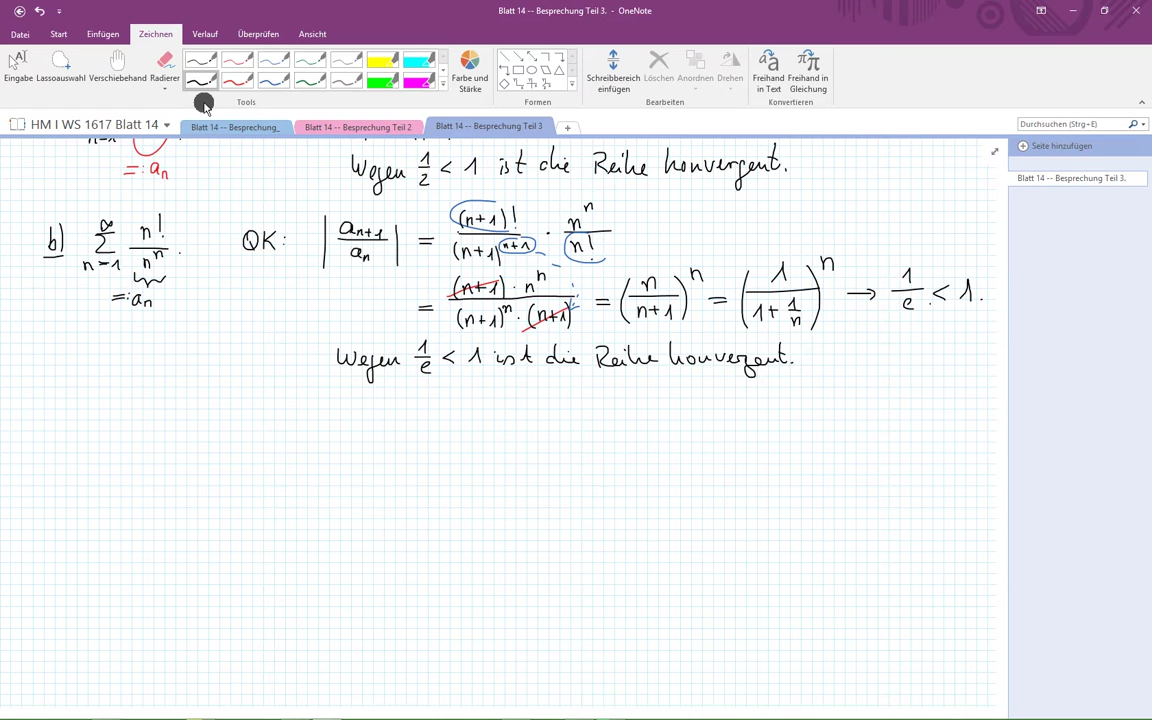 Blatt 14 -- Besprechung Teil 3. - OneNote
Datei Start Einfügen Zeichnen Verlauf Überprüfen Ansicht
Eingabe Lassoauswahl Verschiebehand Radierer Farbe und Stärke Schreibbereich einfügen Löschen Anordnen Drehen Freihand in Text Freihand in Gleichung
Tools Formen Bearbeiten Konvertieren
HM I WS 1617 Blatt 14 Blatt 14 -- Besprechung_ Blatt 14 -- Besprechung Teil 2 Blatt 14 -- Besprechung Teil 3 Durchsuchen (Strg+E)
Seite hinzufügen
Blatt 14 -- Besprechung Teil 3.
=: a_n
Wegen 1/2 < 1 ist die Reihe konvergent.
b) ∑_{n=1}^∞ n!/n^n. QK: |a_{n+1}/a_n| = (n+1)!/(n+1)^{n+1} · n^n/n!
=: a_n
= (n+1) · n^n/((n+1)^n · (n+1)) = (n/(n+1))^n = (1/(1+1/n))^n → 1/e < 1.
Wegen 1/e < 1 ist die Reihe konvergent.